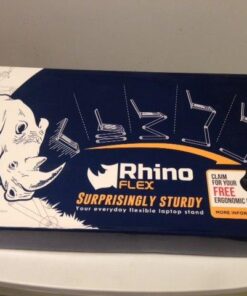 Rhino
FLEX
SURPRISINGLY STURDY
Your everyday flexible laptop stand
CLAIM
FOR YOUR
FREE
ERGONOMIC
MORE INFOR